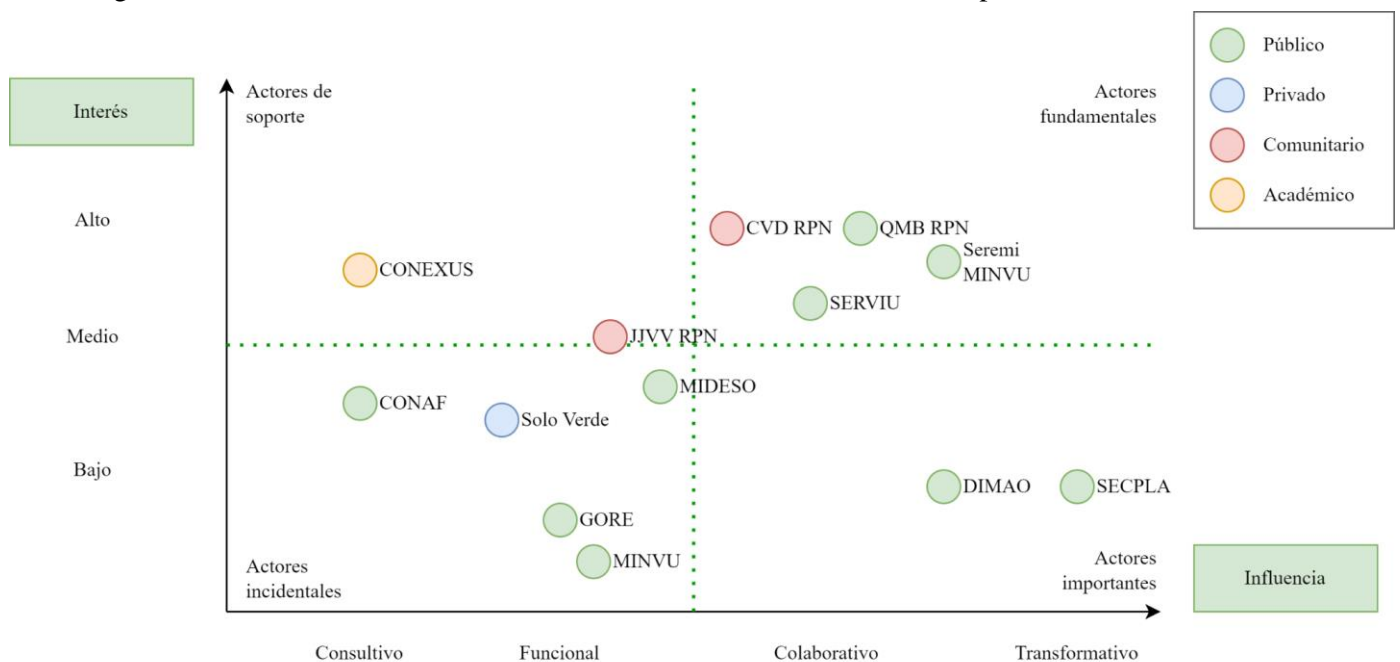 Público
Privado
Comunitario
Académico
Interés
Actores de
soporte
Actores
fundamentales
Alto
CVD RPN
QMB RPN
Seremi
MINVU
CONEXUS
SERVIU
Medio
JJVV RPN
MIDESO
CONAF
Solo Verde
Bajo
DIMAO
SECPLA
GORE
MINVU
Actores
incidentales
Actores
importantes
Influencia
Consultivo
Funcional
Colaborativo
Transformativo